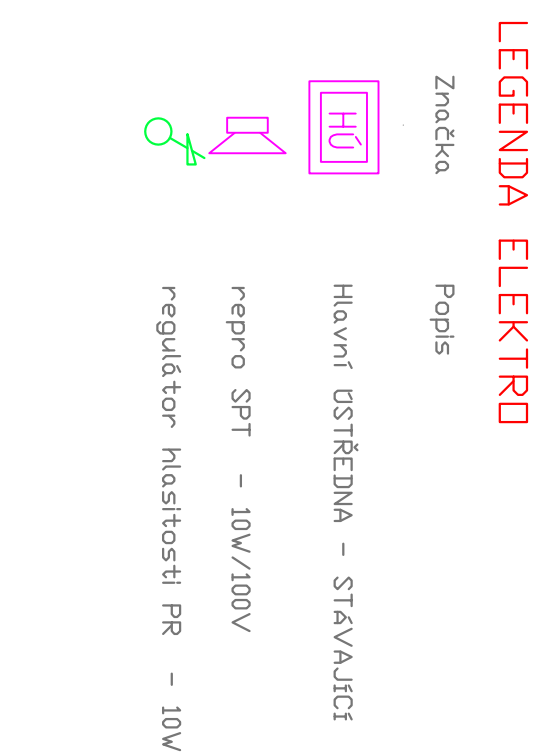 LEGENDA ELEKTRO
Značka Popis
HÚ Hlavní ÚSTŘEDNA - STÁVAJÍCÍ
repro SPT - 10W/100V
regulátor hlasitosti PR - 10W